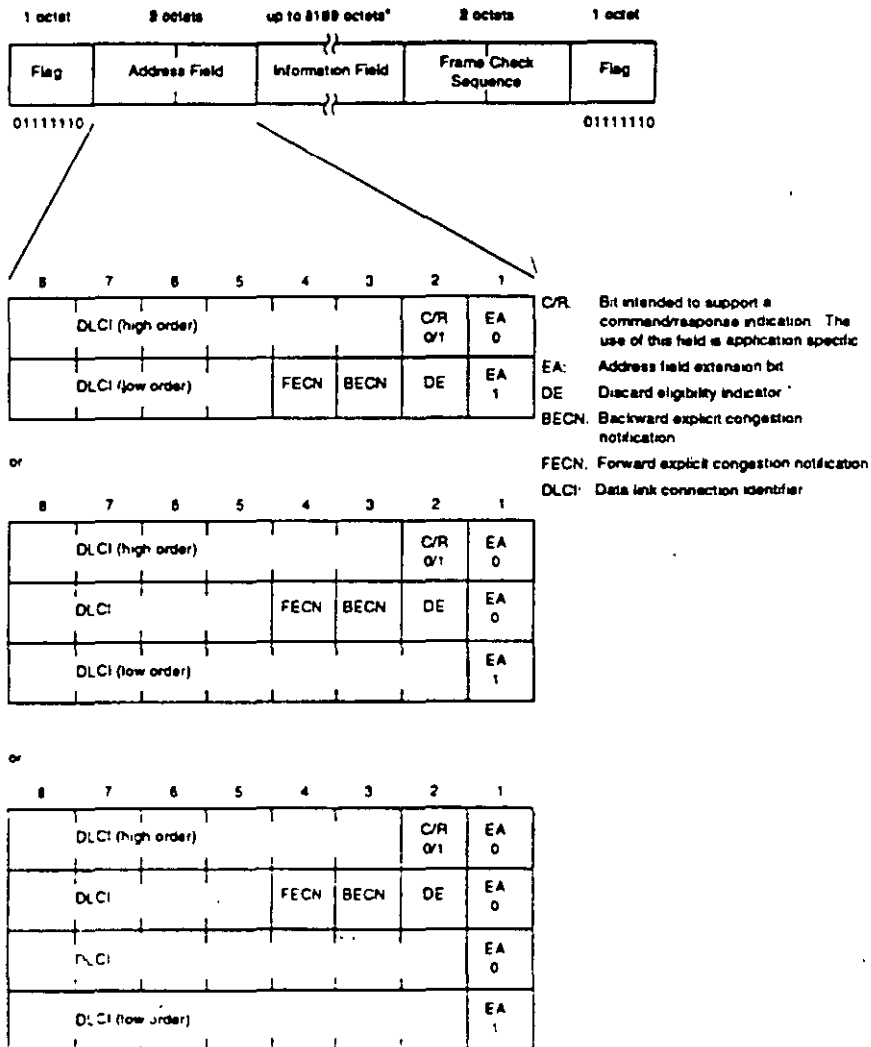 1 octet 2 octets up to 8189 octets* 2 octets 1 octet
Flag Address Field Information Field Frame Check Sequence Flag
01111110 01111110
8 7 6 5 4 3 2 1
DLCI (high order) C/R 0/1 EA 0
DLCI (low order) FECN BECN DE EA 1
C/R. Bit intended to support a
command/response indication The
use of this field is application specific
EA: Address field extension bit
DE Discard eligibility indicator
BECN. Backward explicit congestion
notification
FECN. Forward explicit congestion notification
DLCI: Data link connection identifier
or
8 7 6 5 4 3 2 1
DLCI (high order) C/R 0/1 EA 0
DLCI FECN BECN DE EA 0
DLCI (low order) EA 1
or
8 7 6 5 4 3 2 1
DLCI (high order) C/R 0/1 EA 0
DLCI FECN BECN DE EA 0
DLCI EA 0
DLCI (low order) EA 1